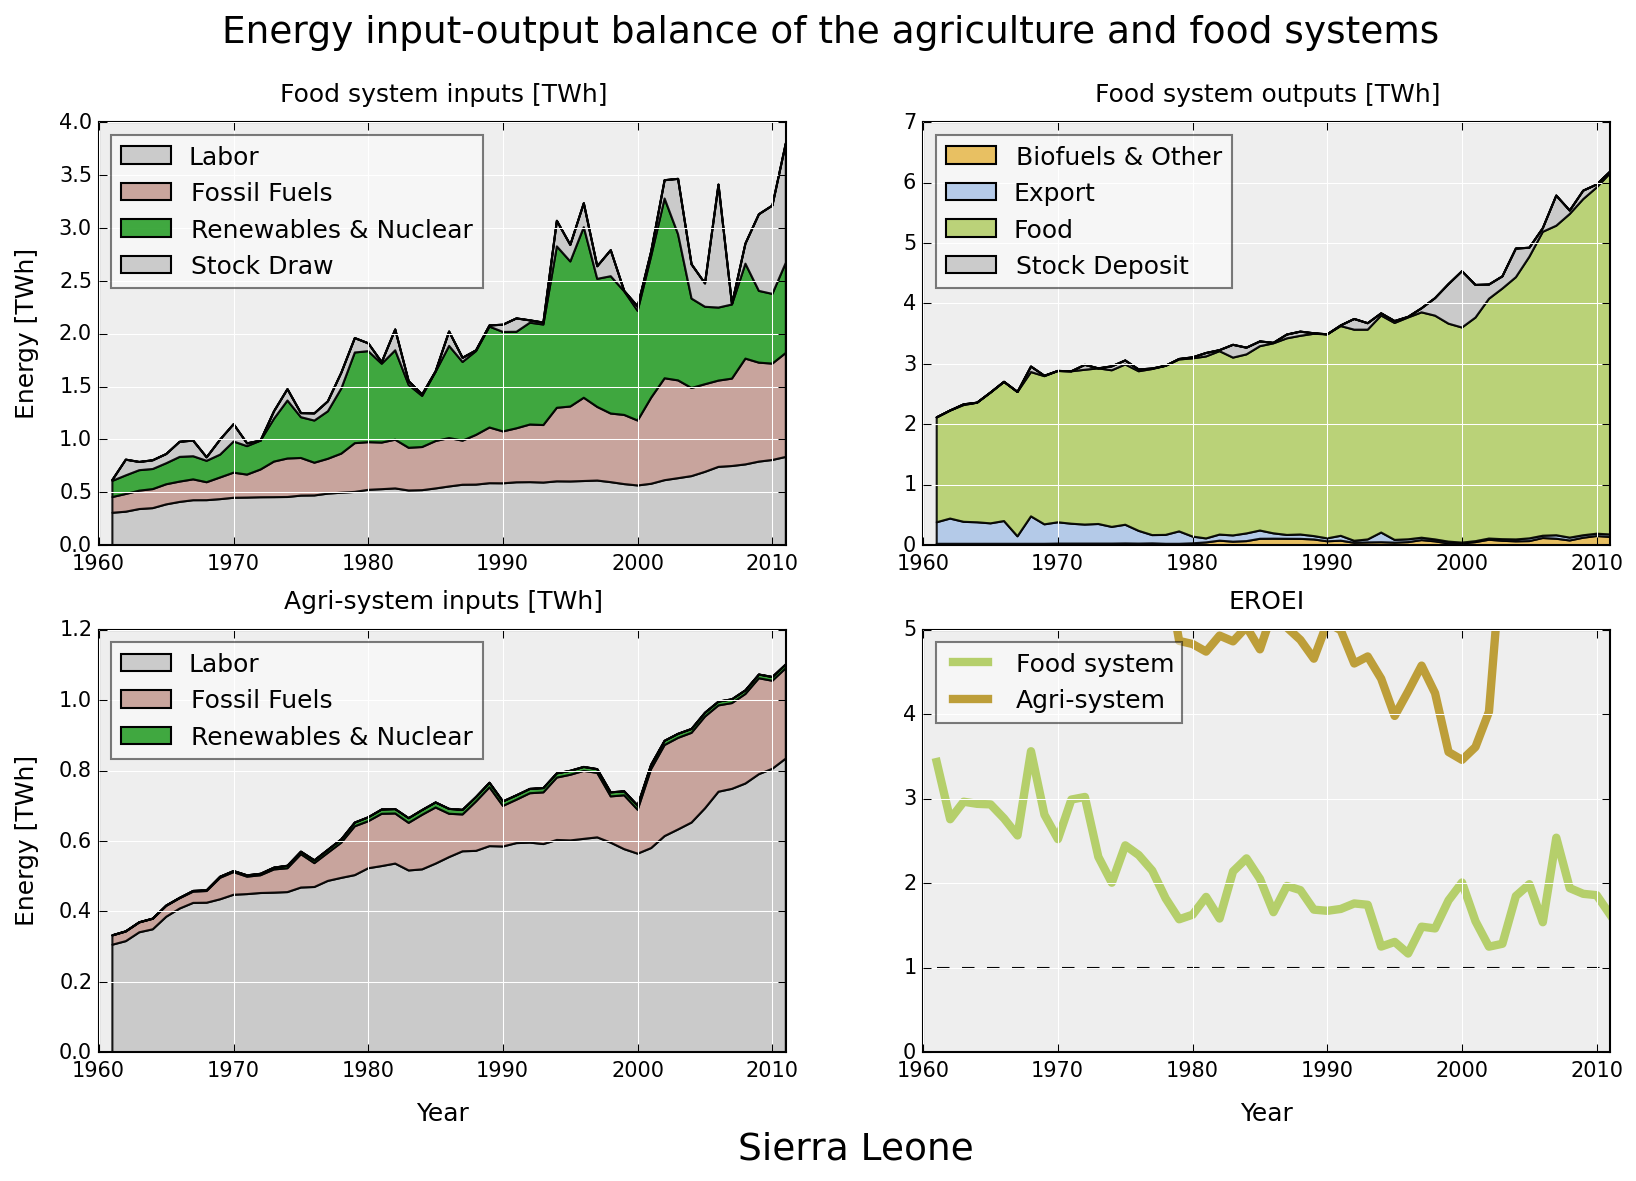 Energy input-output balance of the agriculture and food systems
Food system inputs [TWh]
Energy [TWh]
4.0
3.5
3.0
2.5
2.0
1.5
1.0
0.5
0.0
Labor
Fossil Fuels
Renewables & Nuclear
Stock Draw
1960 1970 1980 1990 2000 2010
Food system outputs [TWh]
7
6
5
4
3
2
1
0
Biofuels & Other
Export
Food
Stock Deposit
1960 1970 1980 1990 2000 2010
Agri-system inputs [TWh]
Energy [TWh]
1.2
1.0
0.8
0.6
0.4
0.2
0.0
Labor
Fossil Fuels
Renewables & Nuclear
1960 1970 1980 1990 2000 2010
Year
EROEI
5
4
3
2
1
0
Food system
Agri-system
1960 1970 1980 1990 2000 2010
Year
Sierra Leone